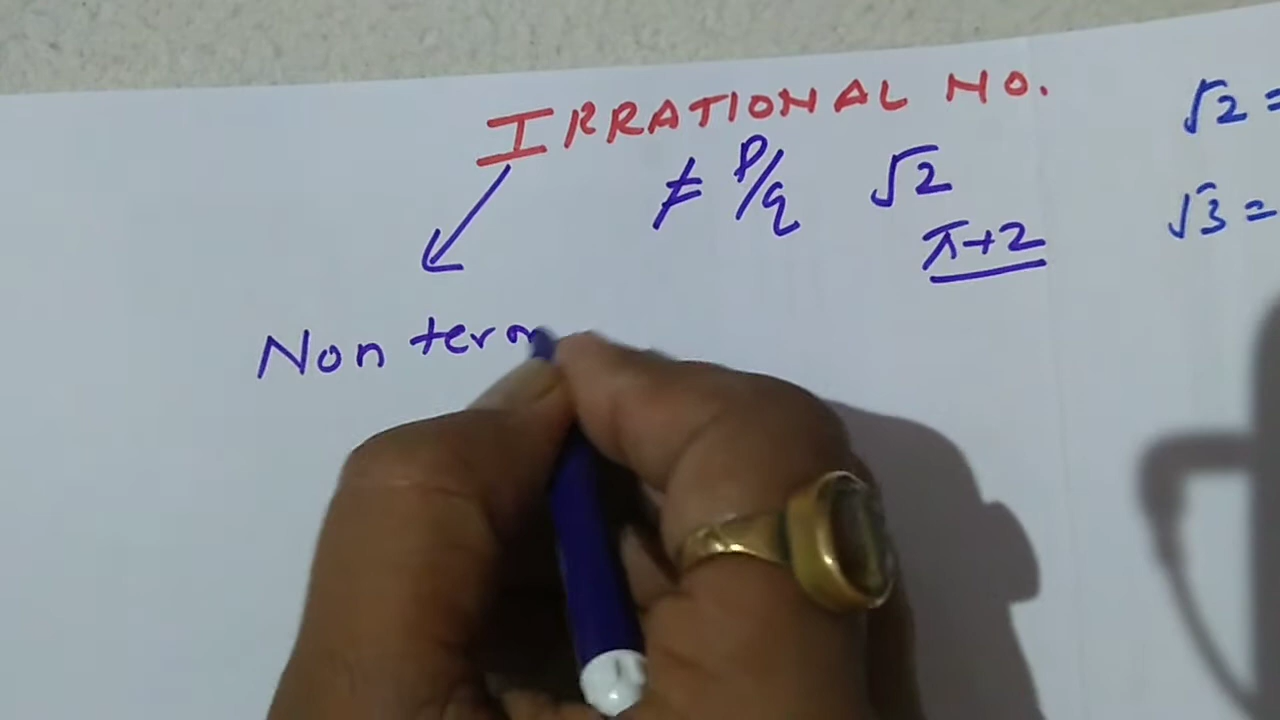 IRRATIONAL NO.
≠ P/q √2
π+2
√2 =
√3 =
Non term